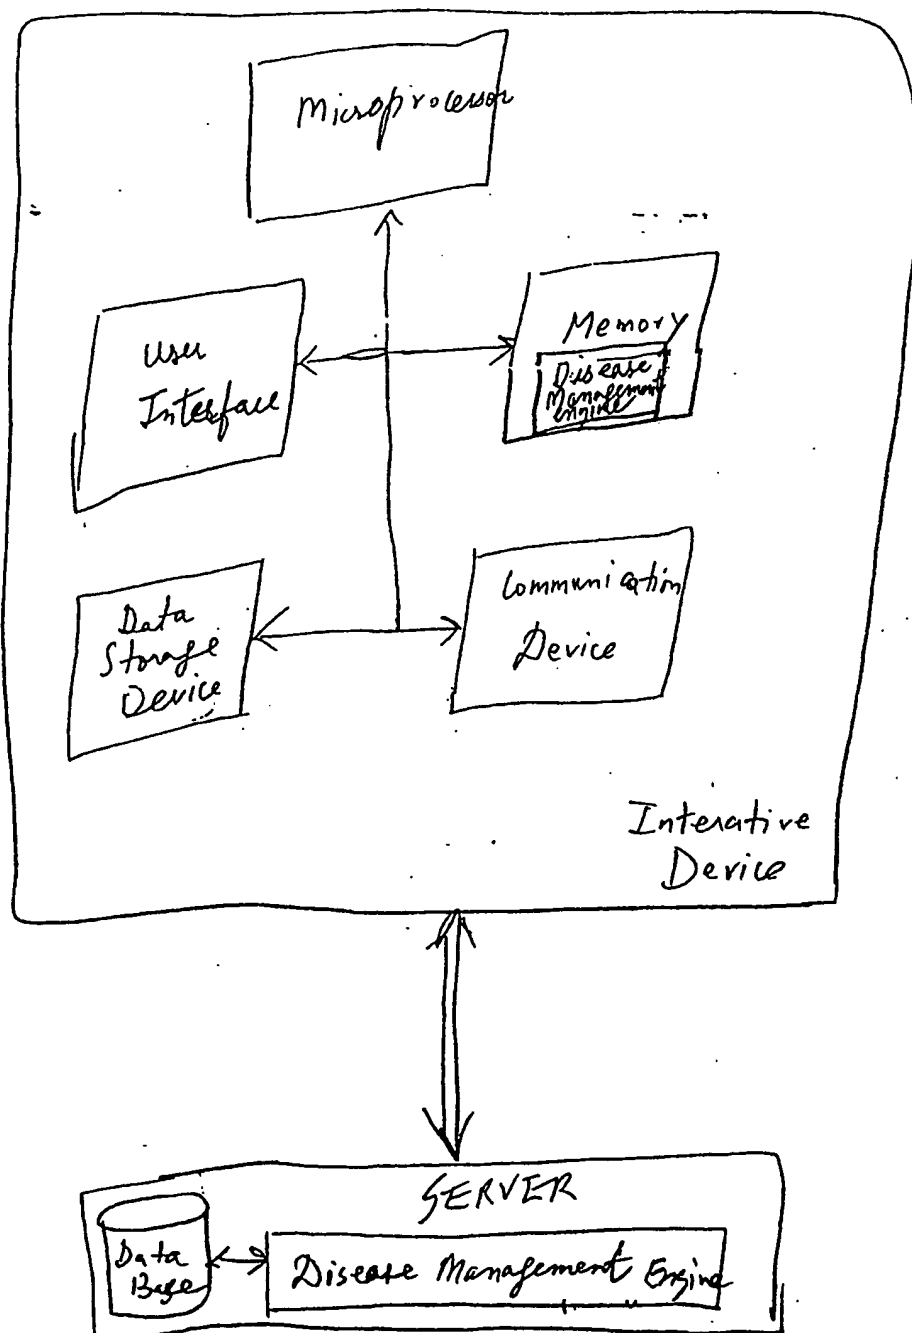 Microprocessor
User
Interface
Memory
Disease
Management
engine
Data
Storage
Device
Communication
Device
Interative
Device
SERVER
Data
Base
Disease Management Engine